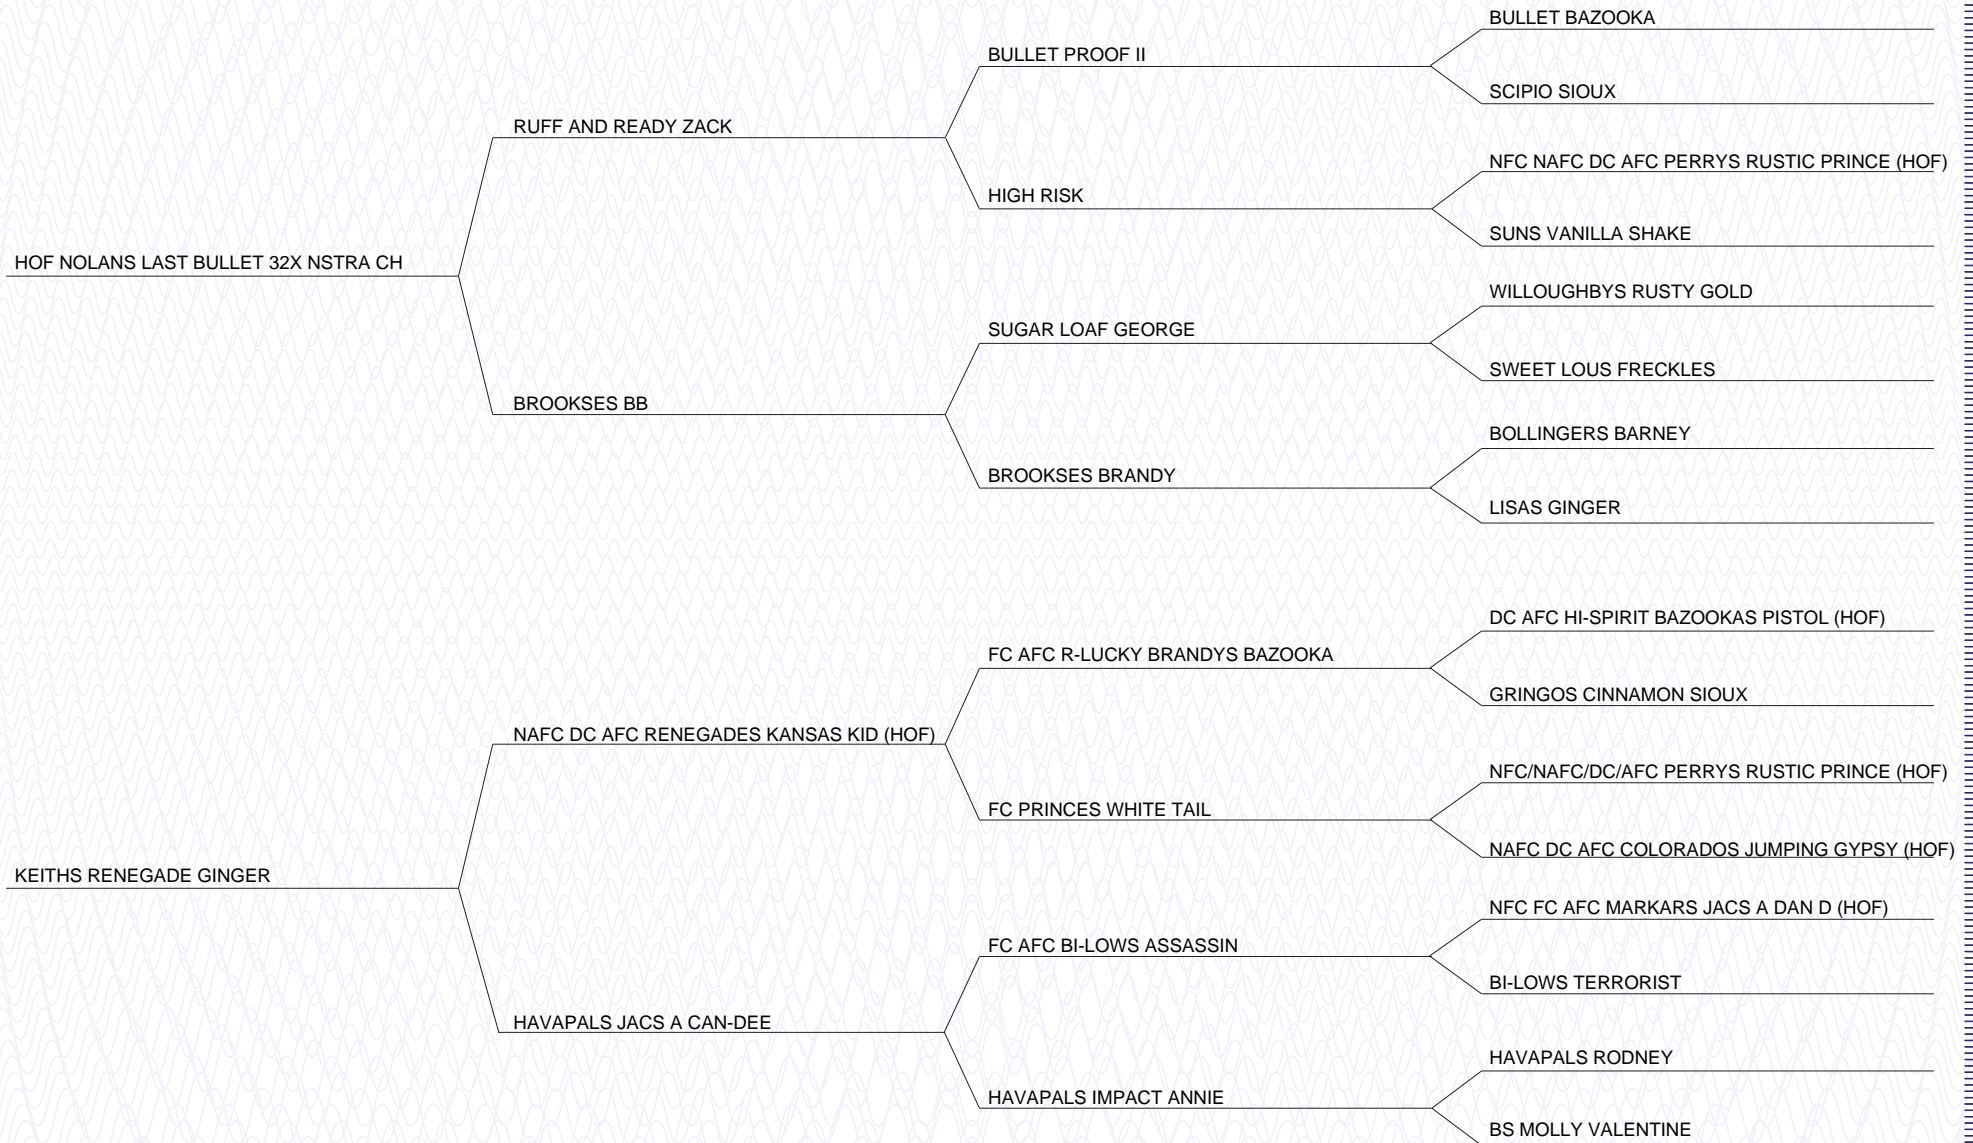 BULLET BAZOOKA
BULLET PROOF II
SCIPIO SIOUX
RUFF AND READY ZACK
NFC NAFC DC AFC PERRYS RUSTIC PRINCE (HOF)
HIGH RISK
SUNS VANILLA SHAKE
HOF NOLANS LAST BULLET 32X NSTRA CH
WILLOUGHBYS RUSTY GOLD
SUGAR LOAF GEORGE
SWEET LOUS FRECKLES
BROOKSES BB
BOLLINGERS BARNEY
BROOKSES BRANDY
LISAS GINGER
DC AFC HI-SPIRIT BAZOOKAS PISTOL (HOF)
FC AFC R-LUCKY BRANDYS BAZOOKA
GRINGOS CINNAMON SIOUX
NAFC DC AFC RENEGADES KANSAS KID (HOF)
NFC/NAFC/DC/AFC PERRYS RUSTIC PRINCE (HOF)
FC PRINCES WHITE TAIL
NAFC DC AFC COLORADOS JUMPING GYPSY (HOF)
KEITHS RENEGADE GINGER
NFC FC AFC MARKARS JACS A DAN D (HOF)
FC AFC BI-LOWS ASSASSIN
BI-LOWS TERRORIST
HAVAPALS JACS A CAN-DEE
HAVAPALS RODNEY
HAVAPALS IMPACT ANNIE
BS MOLLY VALENTINE